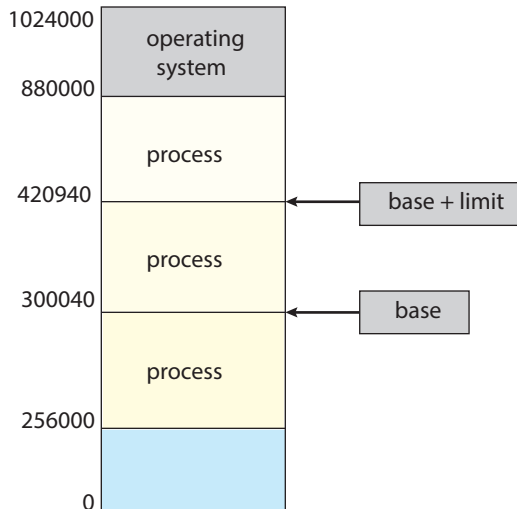 1024000
operating
system
880000
process
420940
base + limit
process
300040
base
process
256000
0